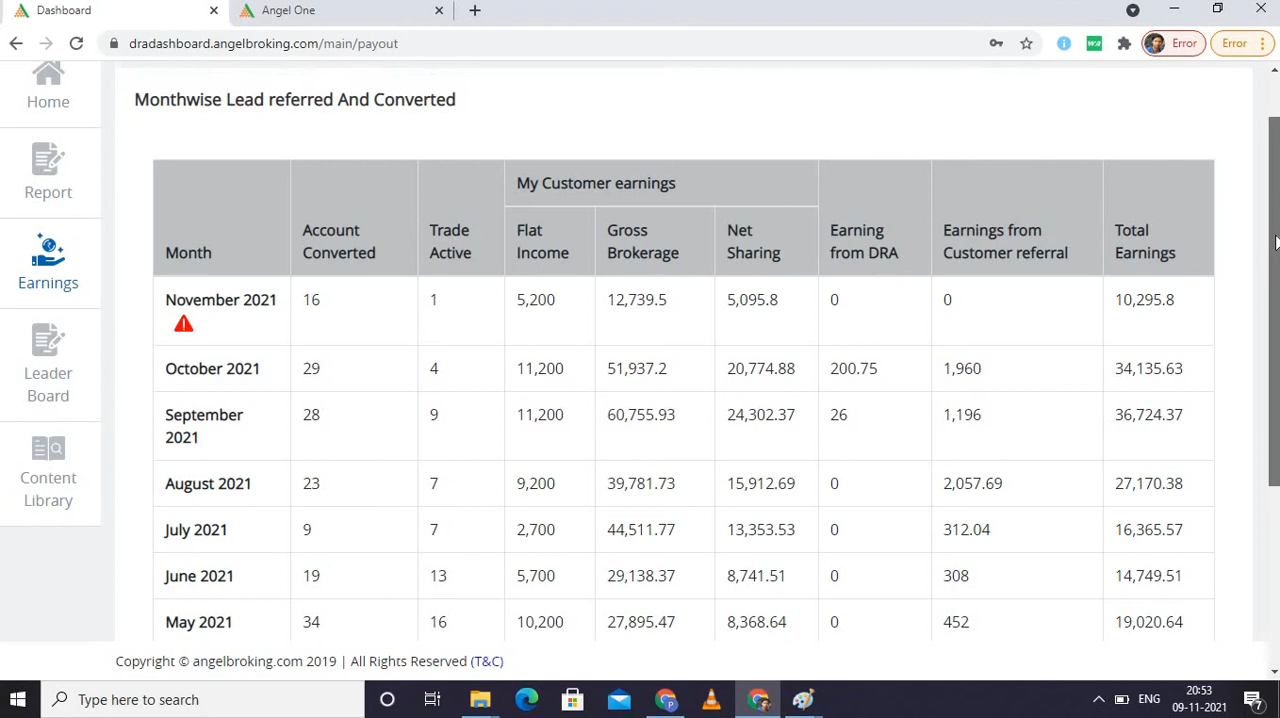 Dashboard
Angel One
dradashboard.angelbroking.com/main/payout
Error
Error
Home
Report
Earnings
Leader
Board
Content
Library
Monthwise Lead referred And Converted
My Customer earnings
Month
Account
Converted
Trade
Active
Flat
Income
Gross
Brokerage
Net
Sharing
Earning
from DRA
Earnings from
Customer referral
Total
Earnings
November 2021 16 1 5,200 12,739.5 5,095.8 0 0 10,295.8
October 2021 29 4 11,200 51,937.2 20,774.88 200.75 1,960 34,135.63
September 28 9 11,200 60,755.93 24,302.37 26 1,196 36,724.37
2021
August 2021 23 7 9,200 39,781.73 15,912.69 0 2,057.69 27,170.38
July 2021 9 7 2,700 44,511.77 13,353.53 0 312.04 16,365.57
June 2021 19 13 5,700 29,138.37 8,741.51 0 308 14,749.51
May 2021 34 16 10,200 27,895.47 8,368.64 0 452 19,020.64
Copyright © angelbroking.com 2019 | All Rights Reserved (T&C)
Type here to search
ENG
20:53
09-11-2021
7